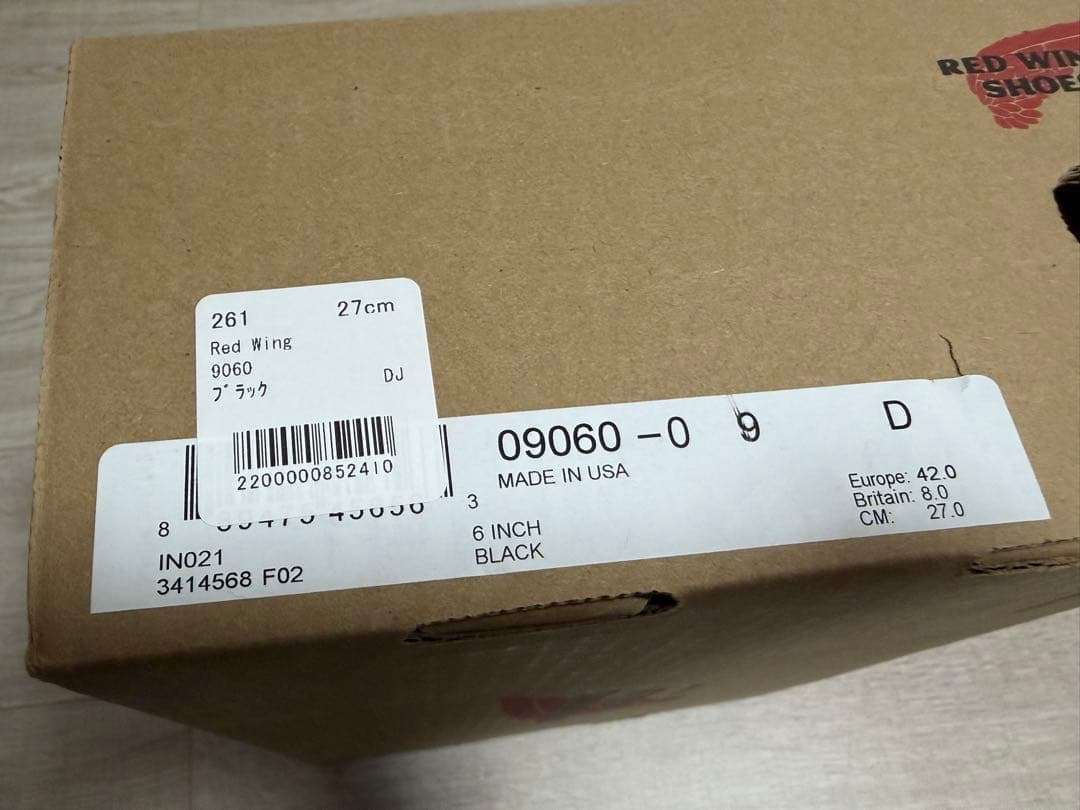 RED WIN
SHOES
261 27cm
Red Wing
9060
ブラック DJ
2200000852410
09060 -0 9 D
MADE IN USA
8 3
6 INCH
BLACK
Europe: 42.0
Britain: 8.0
CM: 27.0
IN021
3414568 F02